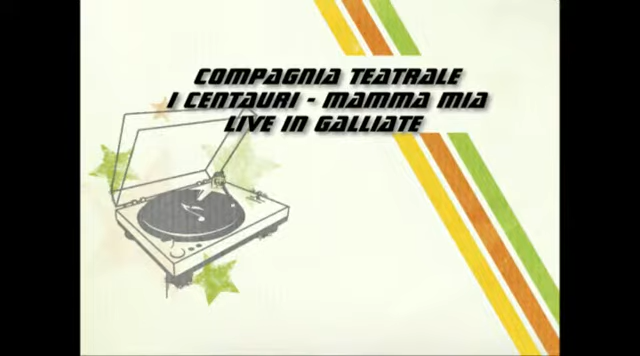 COMPAGNIA TEATRALE
I CENTAURI - MAMMA MIA
LIVE IN GALLIATE